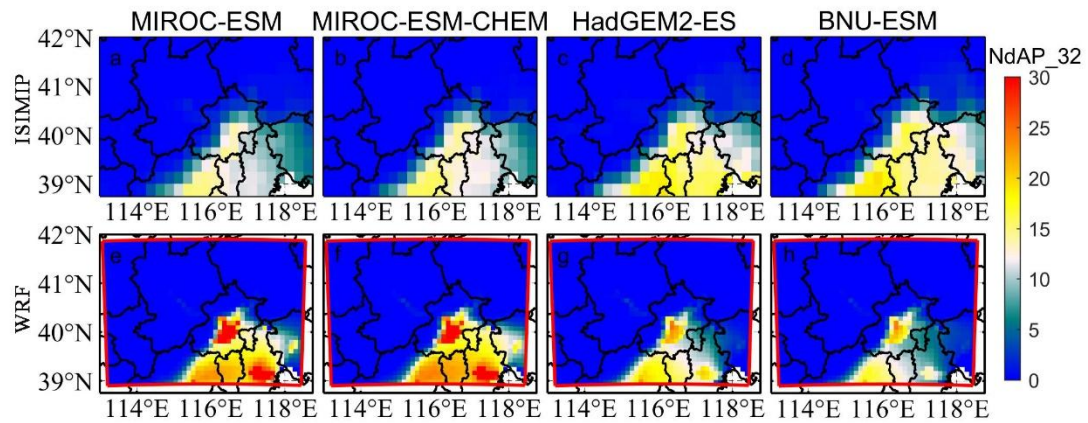 MIROC-ESM MIROC-ESM-CHEM HadGEM2-ES BNU-ESM
42°N a b c d NdAP_32
41°N 30
ISIMIP 25
40°N
20
39°N
114°E 116°E 118°E 114°E 116°E 118°E 114°E 116°E 118°E 114°E 116°E 118°E
15
42°N e f g h
10
41°N
WRF
40°N 5
39°N 0
114°E 116°E 118°E 114°E 116°E 118°E 114°E 116°E 118°E 114°E 116°E 118°E